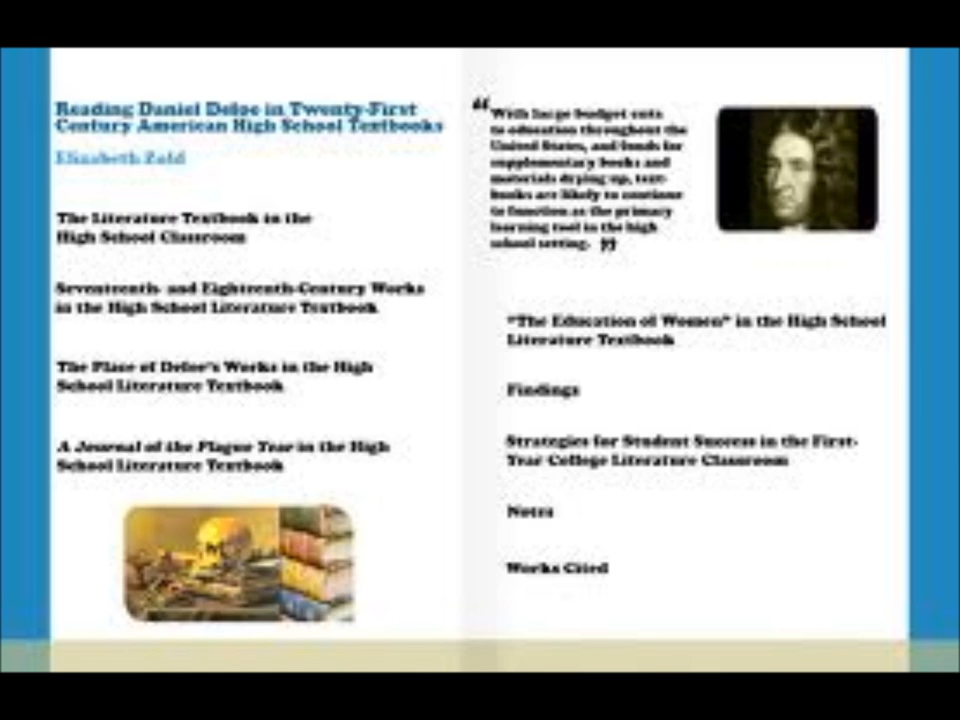 Reading Daniel Defoe in Twenty-First
Century American High School Textbooks
Elizabeth Zold
The Literature Textbook in the
High School Classroom
Seventeenth- and Eighteenth-Century Works
in the High School Literature Textbook
The Place of Defoe's Works in the High
School Literature Textbook
A Journal of the Plague Year in the High
School Literature Textbook
“With large budget cuts
to education throughout the
United States, and funds for
supplementary books and
materials drying up, text-
books are likely to continue
to function as the primary
learning tool in the high
school setting. ”
“The Education of Women” in the High School
Literature Textbook
Findings
Strategies for Student Success in the First-
Year College Literature Classroom
Notes
Works Cited